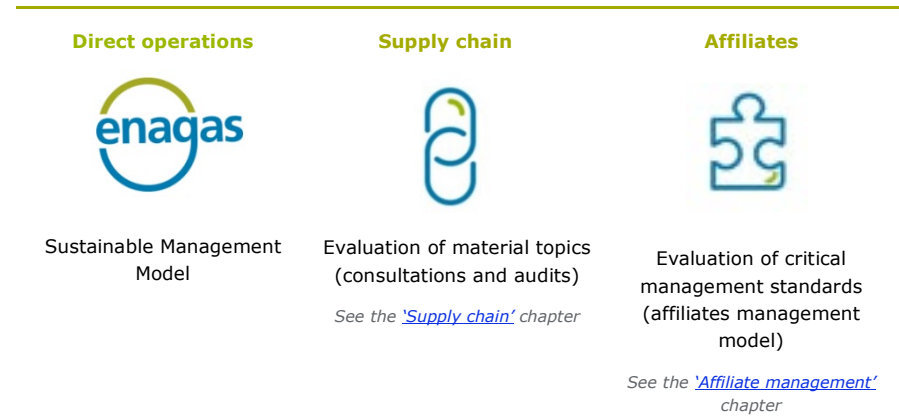 Direct operations
Supply chain
Affiliates
enagas
Sustainable Management
Model
Evaluation of material topics
(consultations and audits)
See the ‘Supply chain’ chapter
Evaluation of critical
management standards
(affiliates management
model)
See the ‘Affiliate management’
chapter